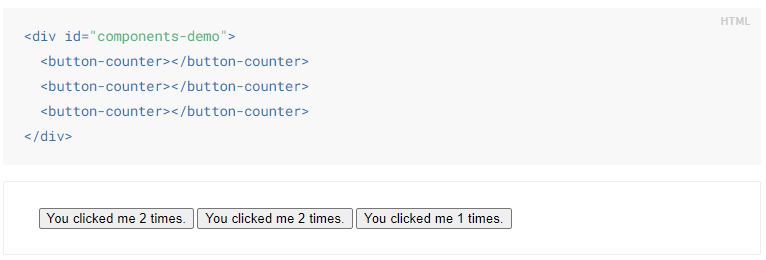 HTML
<div id="components-demo">
  <button-counter></button-counter>
  <button-counter></button-counter>
  <button-counter></button-counter>
</div>
You clicked me 2 times. You clicked me 2 times. You clicked me 1 times.